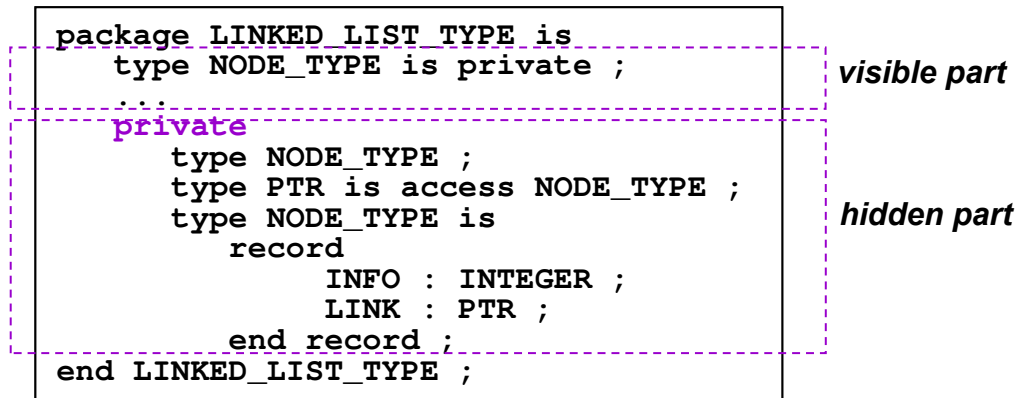 package LINKED_LIST_TYPE is
type NODE_TYPE is private ;
visible part
...
private
type NODE_TYPE ;
type PTR is access NODE_TYPE ;
type NODE_TYPE is
hidden part
record
INFO : INTEGER ;
LINK : PTR ;
end record ;
end LINKED_LIST_TYPE ;